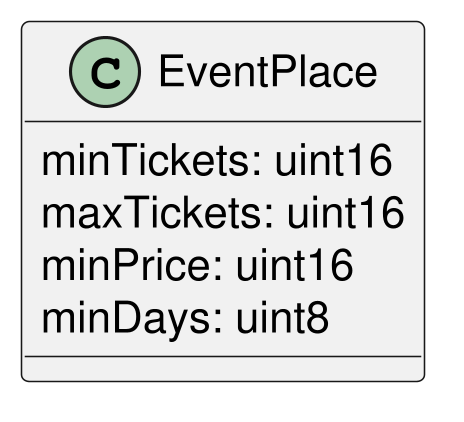 C EventPlace
minTickets: uint16
maxTickets: uint16
minPrice: uint16
minDays: uint8